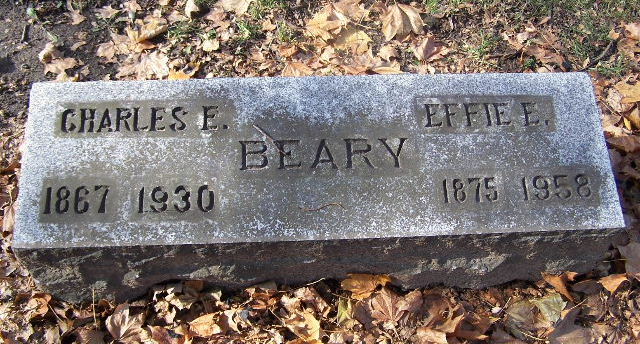 CHARLES E. EFFIE E.
BEARY
1867 1930 1875 1958